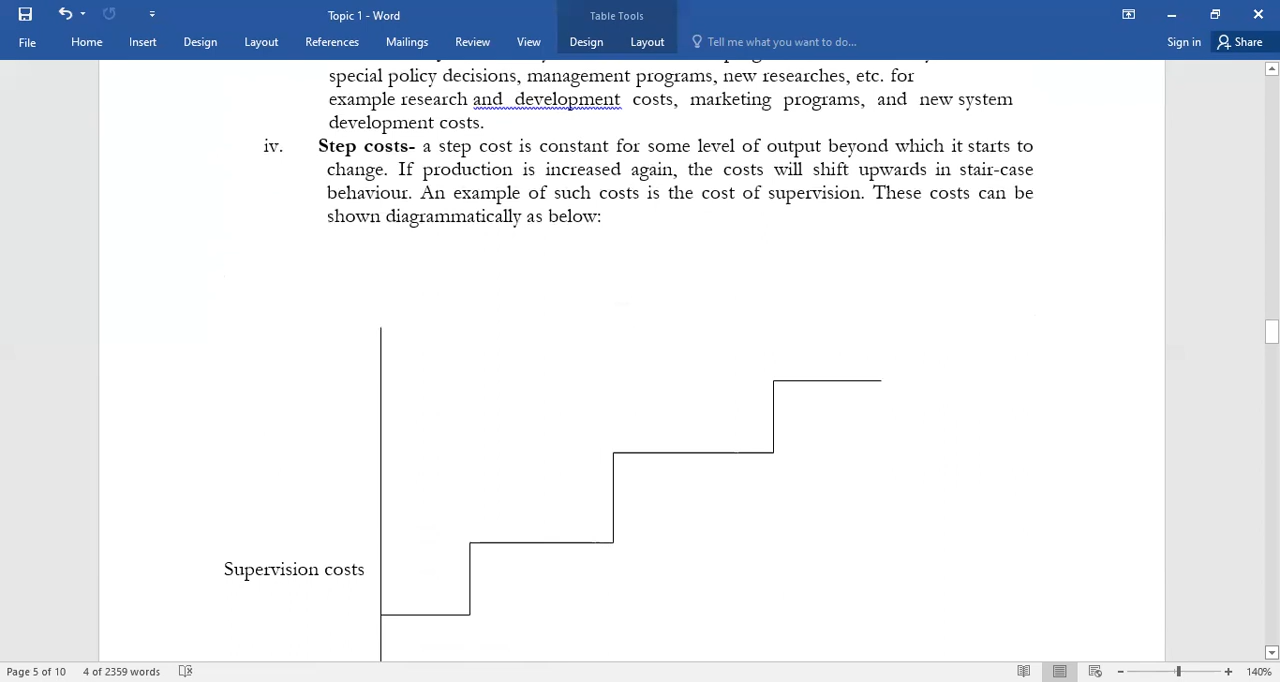 Topic 1 - Word
Table Tools
File Home Insert Design Layout References Mailings Review View Design Layout Tell me what you want to do... Sign in Share
special policy decisions, management programs, new researches, etc. for
example research and development costs, marketing programs, and new system
development costs.
iv. Step costs- a step cost is constant for some level of output beyond which it starts to
change. If production is increased again, the costs will shift upwards in stair-case
behaviour. An example of such costs is the cost of supervision. These costs can be
shown diagrammatically as below:
Supervision costs
Page 5 of 10 4 of 2359 words 140%